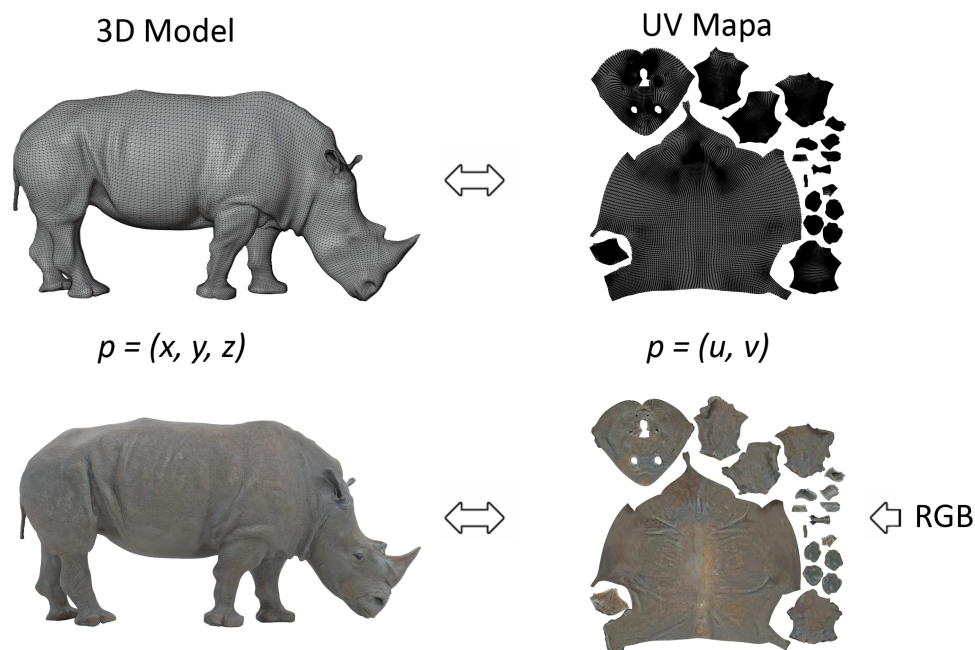 3D Model
UV Mapa
p = (x, y, z)
p = (u, v)
RGB